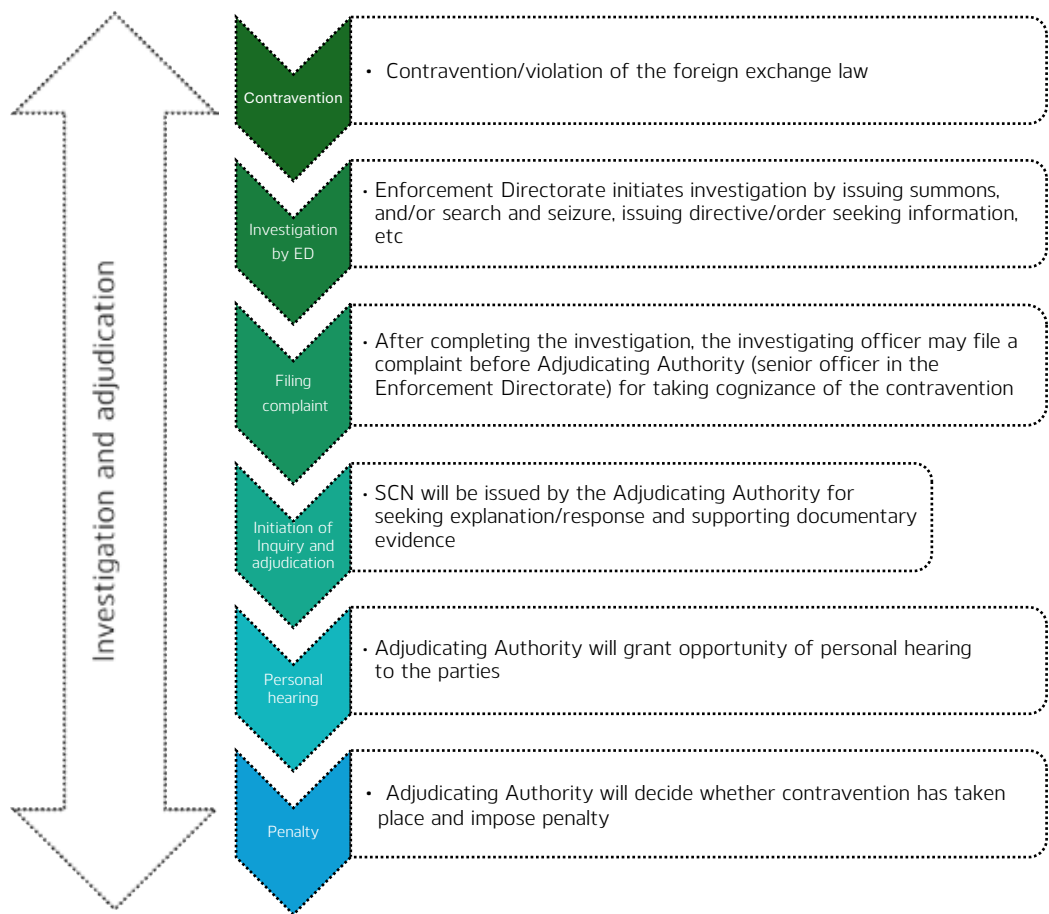 Investigation and adjudication
Contravention
• Contravention/violation of the foreign exchange law
Investigation
by ED
• Enforcement Directorate initiates investigation by issuing summons,
and/or search and seizure, issuing directive/order seeking information,
etc
Filing
complaint
• After completing the investigation, the investigating officer may file a
complaint before Adjudicating Authority (senior officer in the
Enforcement Directorate) for taking cognizance of the contravention
Initiation of
Inquiry and
adjudication
• SCN will be issued by the Adjudicating Authority for
seeking explanation/response and supporting documentary
evidence
Personal
hearing
• Adjudicating Authority will grant opportunity of personal hearing
to the parties
Penalty
• Adjudicating Authority will decide whether contravention has taken
place and impose penalty